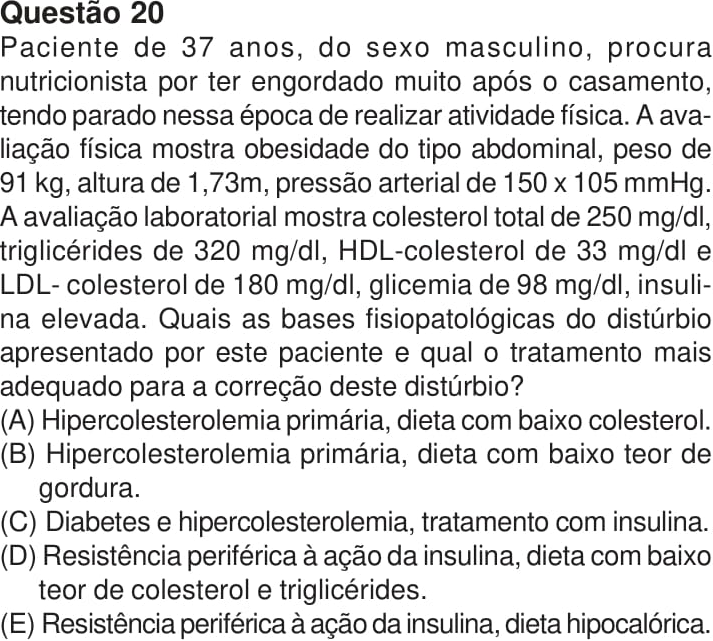 Questão 20
Paciente de 37 anos, do sexo masculino, procura
nutricionista por ter engordado muito após o casamento,
tendo parado nessa época de realizar atividade física. A ava-
liação física mostra obesidade do tipo abdominal, peso de
91 kg, altura de 1,73m, pressão arterial de 150 x 105 mmHg.
A avaliação laboratorial mostra colesterol total de 250 mg/dl,
triglicérides de 320 mg/dl, HDL-colesterol de 33 mg/dl e
LDL- colesterol de 180 mg/dl, glicemia de 98 mg/dl, insuli-
na elevada. Quais as bases fisiopatológicas do distúrbio
apresentado por este paciente e qual o tratamento mais
adequado para a correção deste distúrbio?
(A) Hipercolesterolemia primária, dieta com baixo colesterol.
(B) Hipercolesterolemia primária, dieta com baixo teor de
gordura.
(C) Diabetes e hipercolesterolemia, tratamento com insulina.
(D) Resistência periférica à ação da insulina, dieta com baixo
teor de colesterol e triglicérides.
(E) Resistência periférica à ação da insulina, dieta hipocalórica.